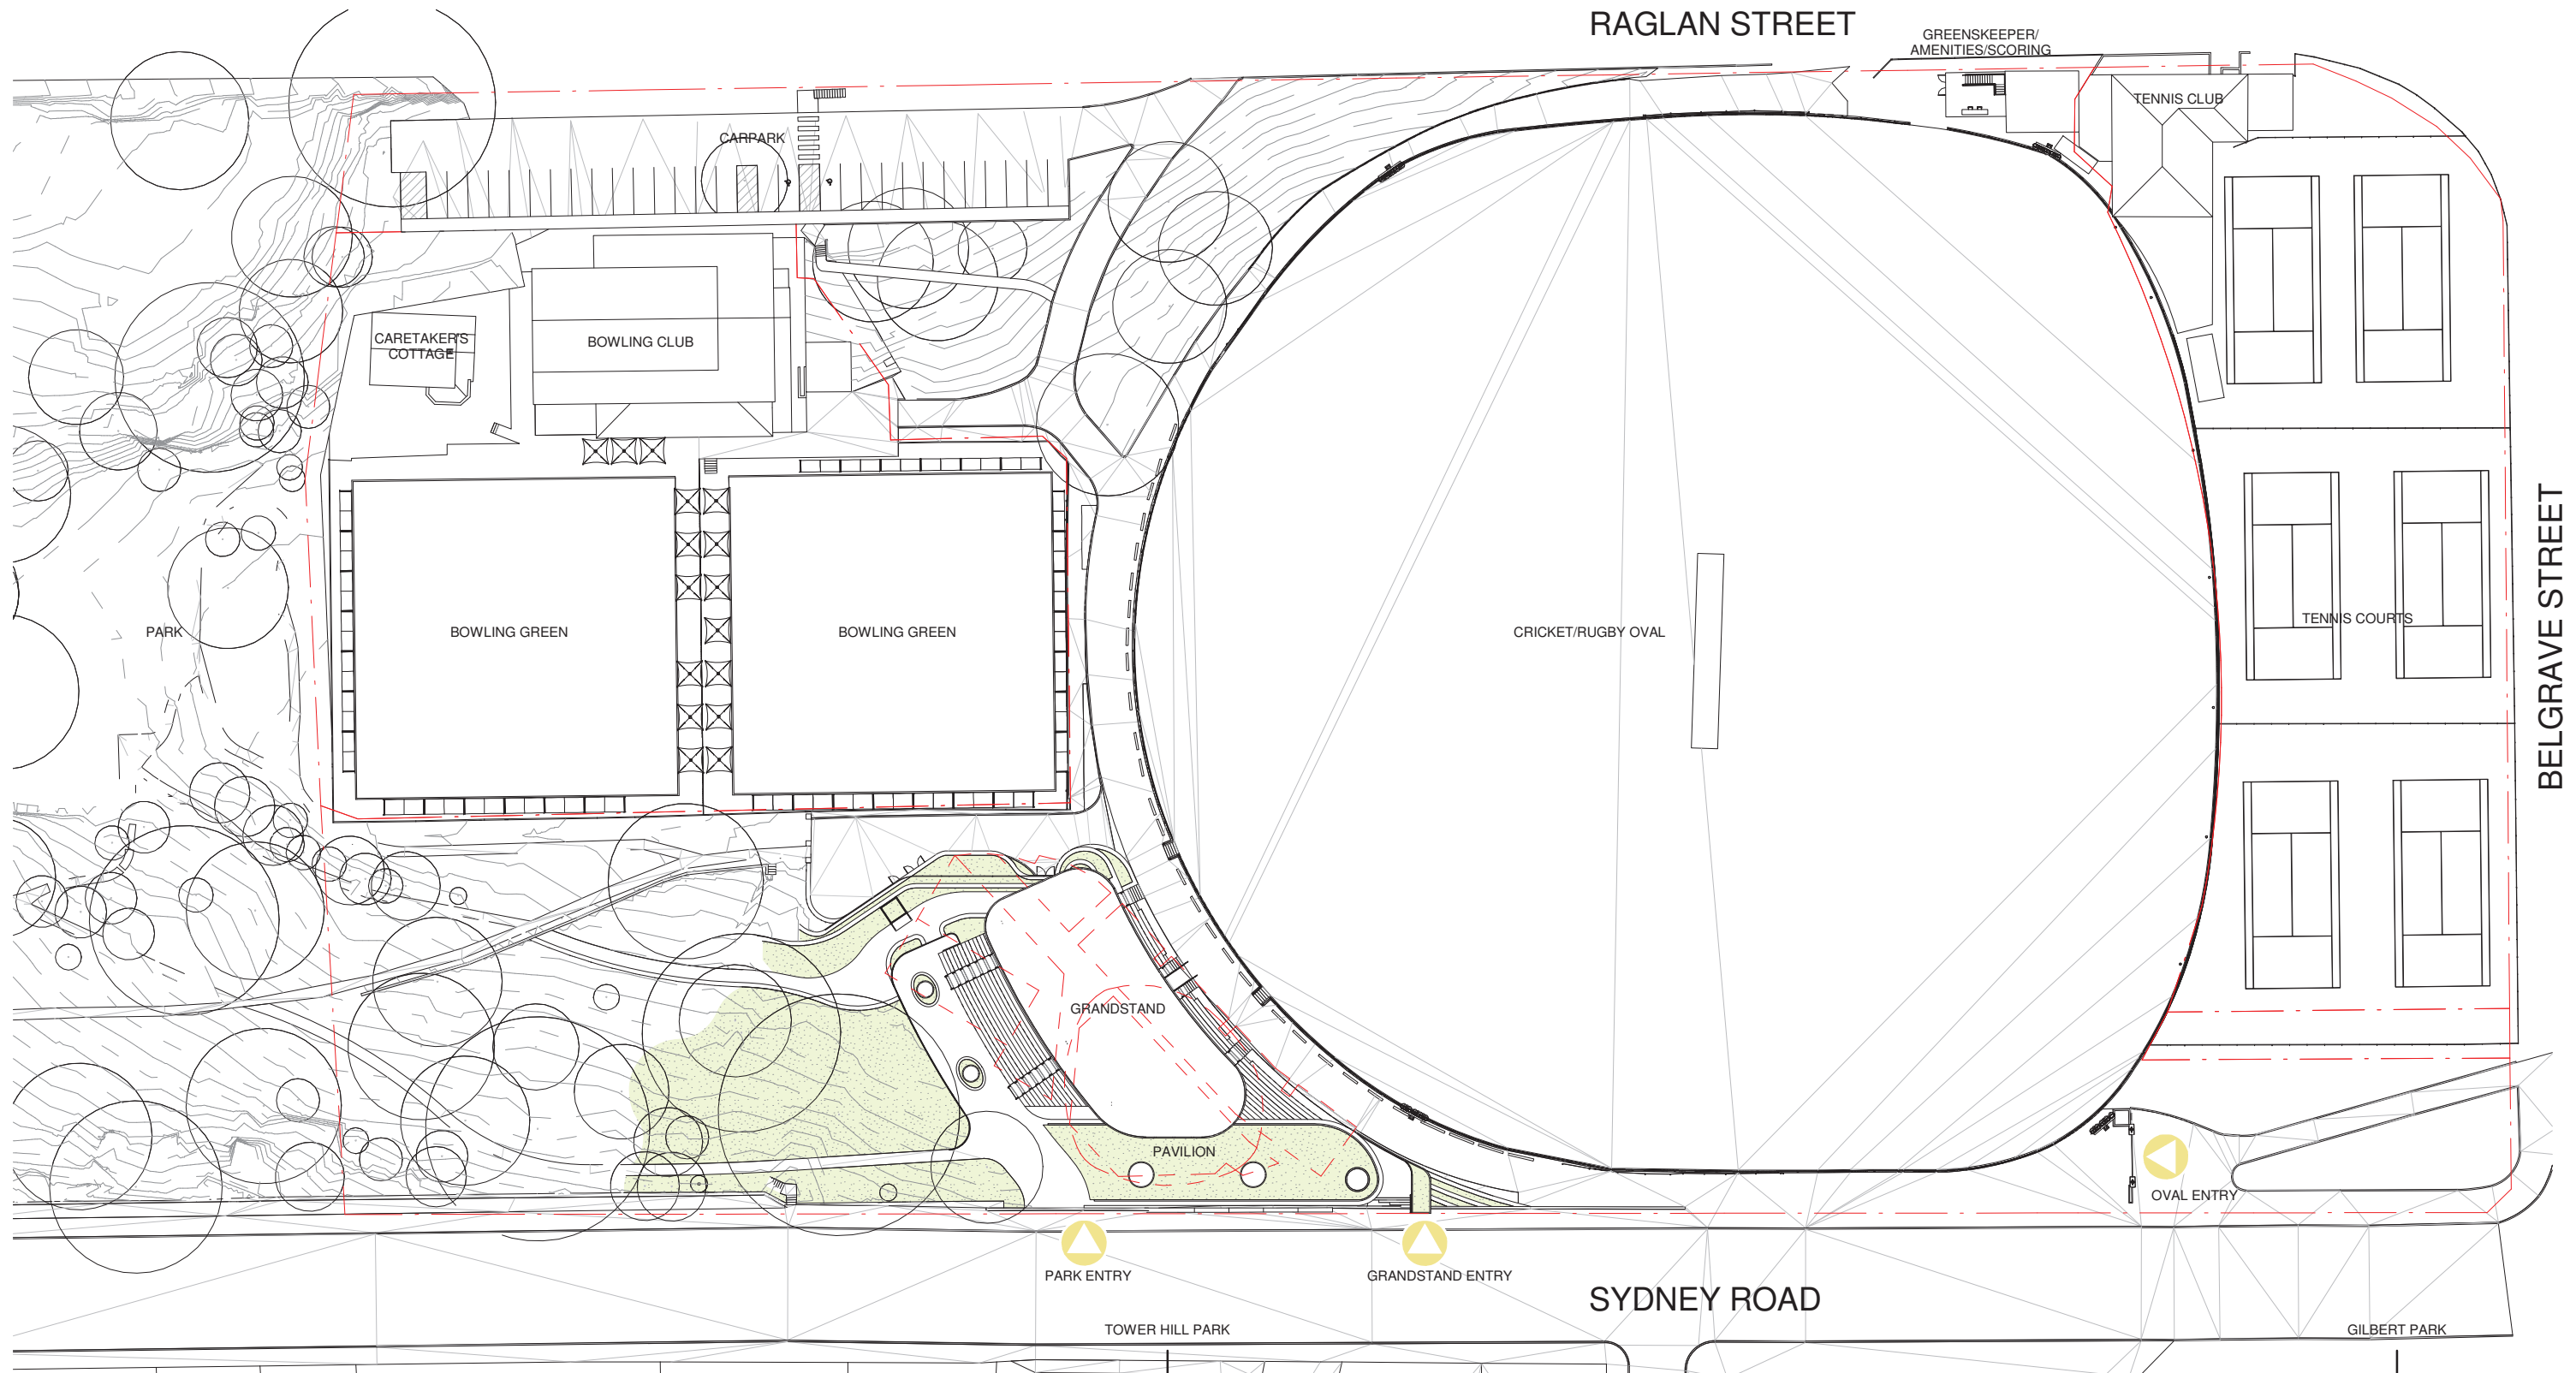 RAGLAN STREET
GREENSKEEPER/
AMENITIES/SCORING
TENNIS CLUB
CARPARK
CARETAKER'S
COTTAGE
BOWLING CLUB
BELGRAVE STREET
PARK
BOWLING GREEN
BOWLING GREEN
CRICKET/RUGBY OVAL
TENNIS COURTS
GRANDSTAND
PAVILION
OVAL ENTRY
PARK ENTRY
GRANDSTAND ENTRY
SYDNEY ROAD
TOWER HILL PARK
GILBERT PARK